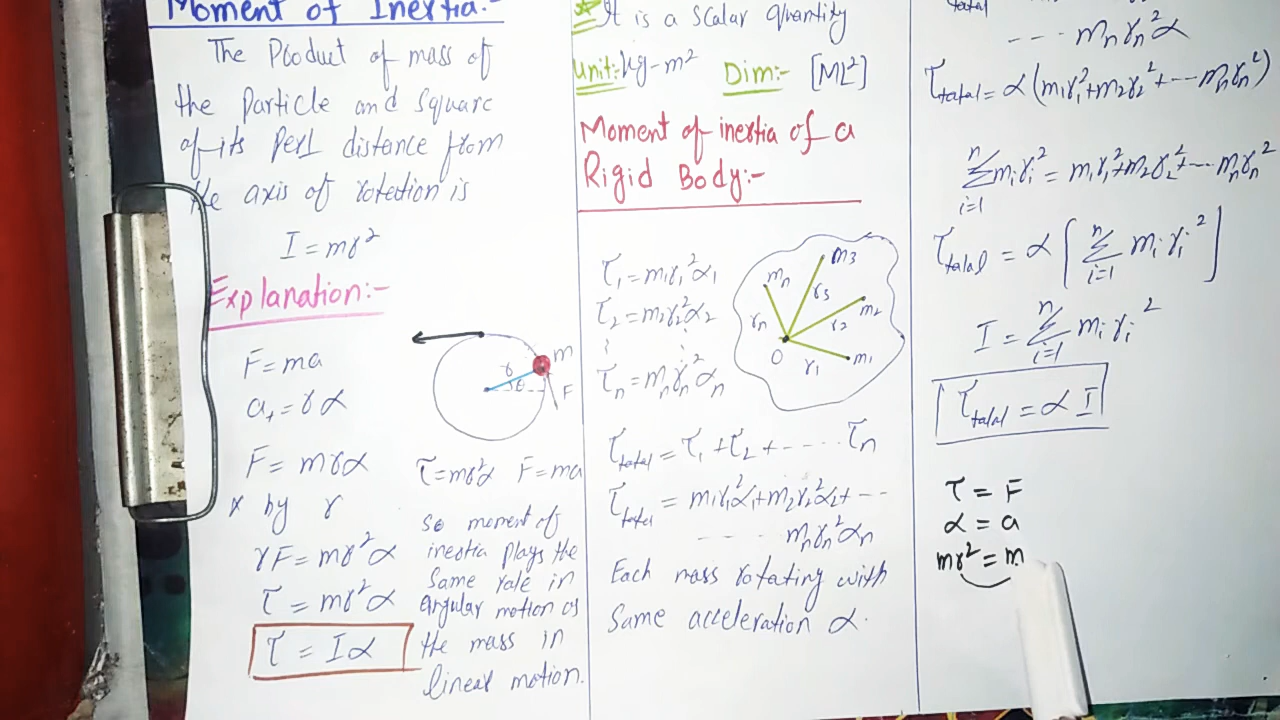 Moment of Inertia:-
The Product of mass of
the particle and square
of its per⊥ distance from
the axis of rotation is
I = mr²
Explanation:-
F = ma
a₊ = rα
F = mrα
x by r
rF = mr²α
τ = mr²α
τ = Iα
m
r
θ
F
τ = mr²α F = ma
so moment of
inertia plays the
same role in
angular motion as
the mass in
linear motion.
It is a scalar quantity
Unit:- kg-m² Dim:- [ML²]
Moment of inertia of a
Rigid Body:-
τ₁ = m₁r₁²α₁
τ₂ = m₂r₂²α₂
τₙ = mₙrₙ²αₙ
mₙ
m₃
m₂
m₁
rₙ
r₃
r₂
r₁
O
τtotal = τ₁ + τ₂ + ------ τₙ
τtotal = m₁r₁²α₁ + m₂r₂²α₂ + --
---- mₙrₙ²αₙ
Each mass rotating with
same acceleration α.
total
--- mₙrₙ²α
τtotal = α(m₁r₁² + m₂r₂² + --- mₙrₙ²)
∑ᵢ₌₁ⁿ mᵢrᵢ² = m₁r₁² + m₂r₂² + --- mₙrₙ²
τtotal = α [∑ᵢ₌₁ⁿ mᵢrᵢ²]
I = ∑ᵢ₌₁ⁿ mᵢrᵢ²
τtotal = α I
τ = F
α = a
mr² = m